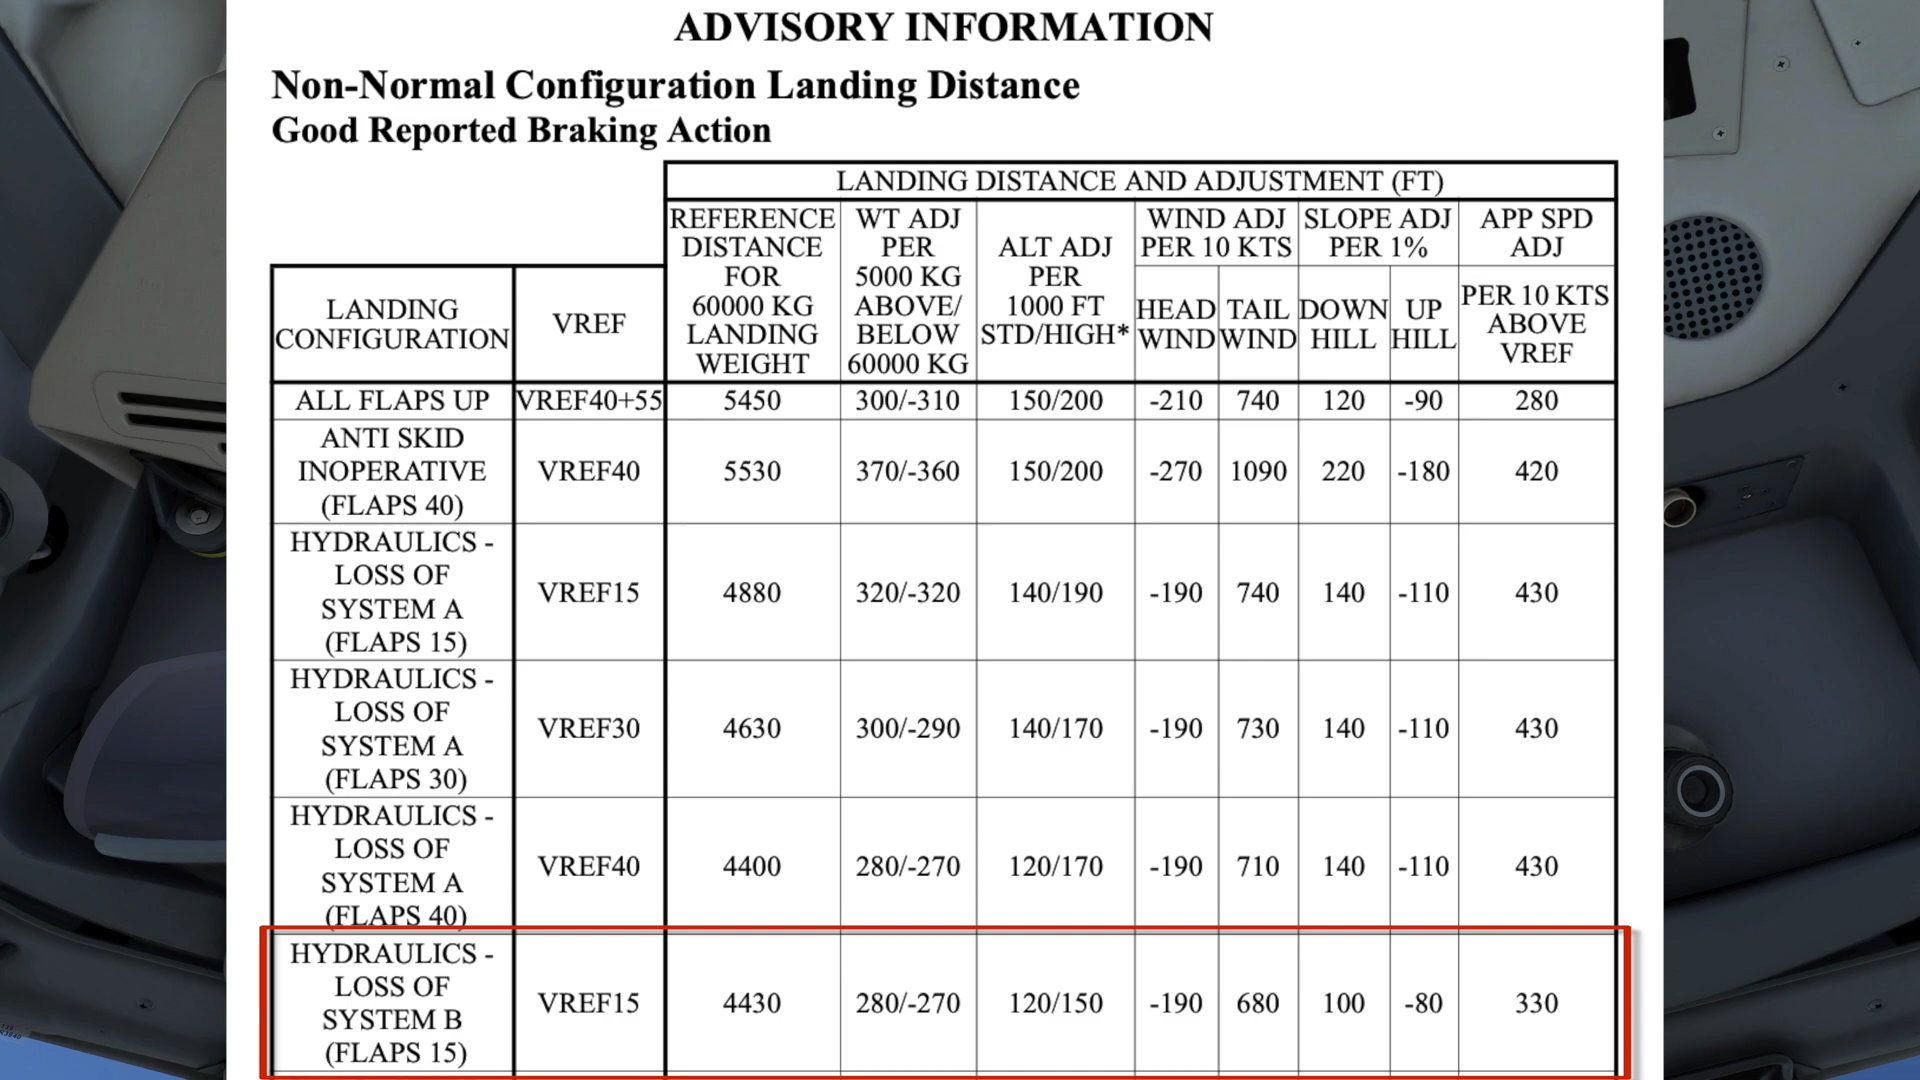 ADVISORY INFORMATION
Non-Normal Configuration Landing Distance
Good Reported Braking Action
LANDING DISTANCE AND ADJUSTMENT (FT)
LANDING
CONFIGURATION
VREF
REFERENCE
DISTANCE
FOR
60000 KG
LANDING
WEIGHT
WT ADJ
PER
5000 KG
ABOVE/
BELOW
60000 KG
ALT ADJ
PER
1000 FT
STD/HIGH*
WIND ADJ
PER 10 KTS
HEAD
WIND
TAIL
WIND
SLOPE ADJ
PER 1%
DOWN
HILL
UP
HILL
APP SPD
ADJ
PER 10 KTS
ABOVE
VREF
ALL FLAPS UP VREF40+55 5450 300/-310 150/200 -210 740 120 -90 280
ANTI SKID
INOPERATIVE
(FLAPS 40)
VREF40 5530 370/-360 150/200 -270 1090 220 -180 420
HYDRAULICS -
LOSS OF
SYSTEM A
(FLAPS 15)
VREF15 4880 320/-320 140/190 -190 740 140 -110 430
HYDRAULICS -
LOSS OF
SYSTEM A
(FLAPS 30)
VREF30 4630 300/-290 140/170 -190 730 140 -110 430
HYDRAULICS -
LOSS OF
SYSTEM A
(FLAPS 40)
VREF40 4400 280/-270 120/170 -190 710 140 -110 430
HYDRAULICS -
LOSS OF
SYSTEM B
(FLAPS 15)
VREF15 4430 280/-270 120/150 -190 680 100 -80 330